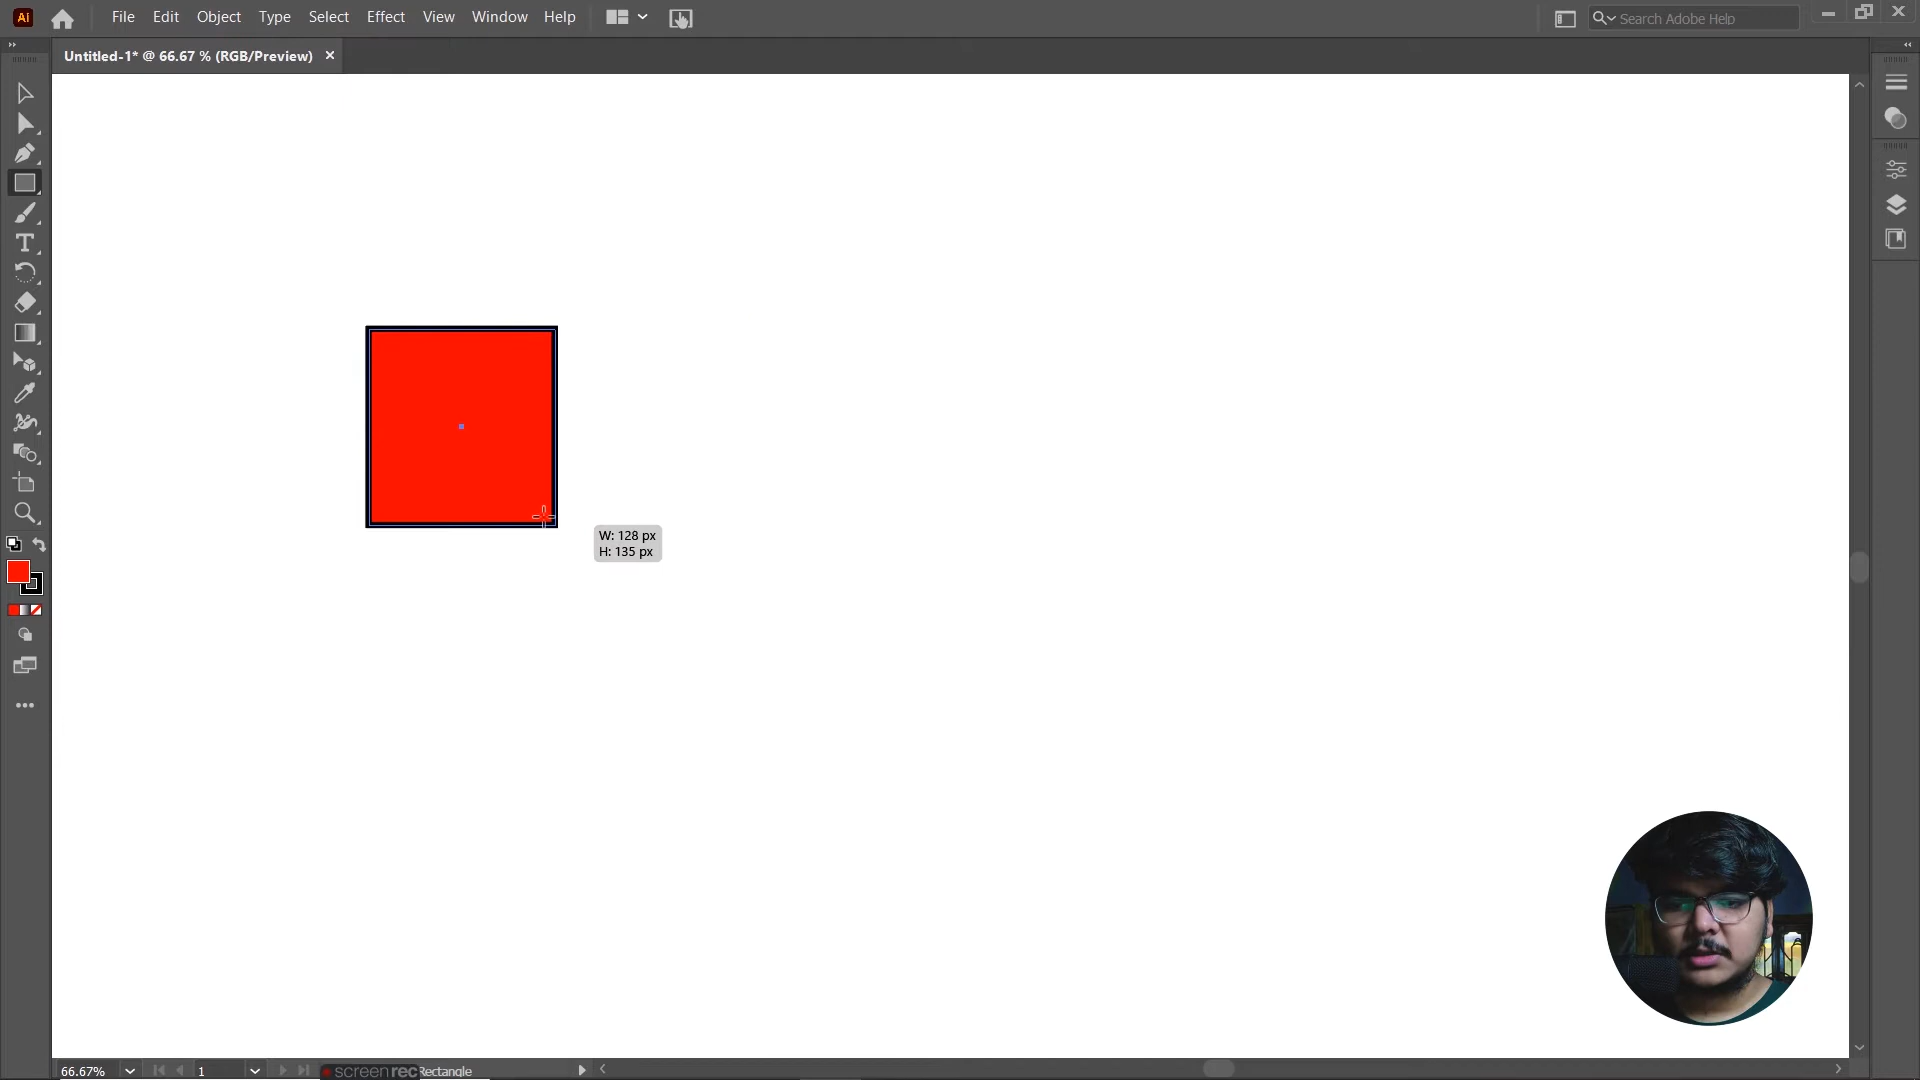 Ai File Edit Object Type Select Effect View Window Help Search Adobe Help
Untitled-1* @ 66.67 % (RGB/Preview) ×
W: 128 px
H: 135 px
66.67% 1 screenrec Rectangle